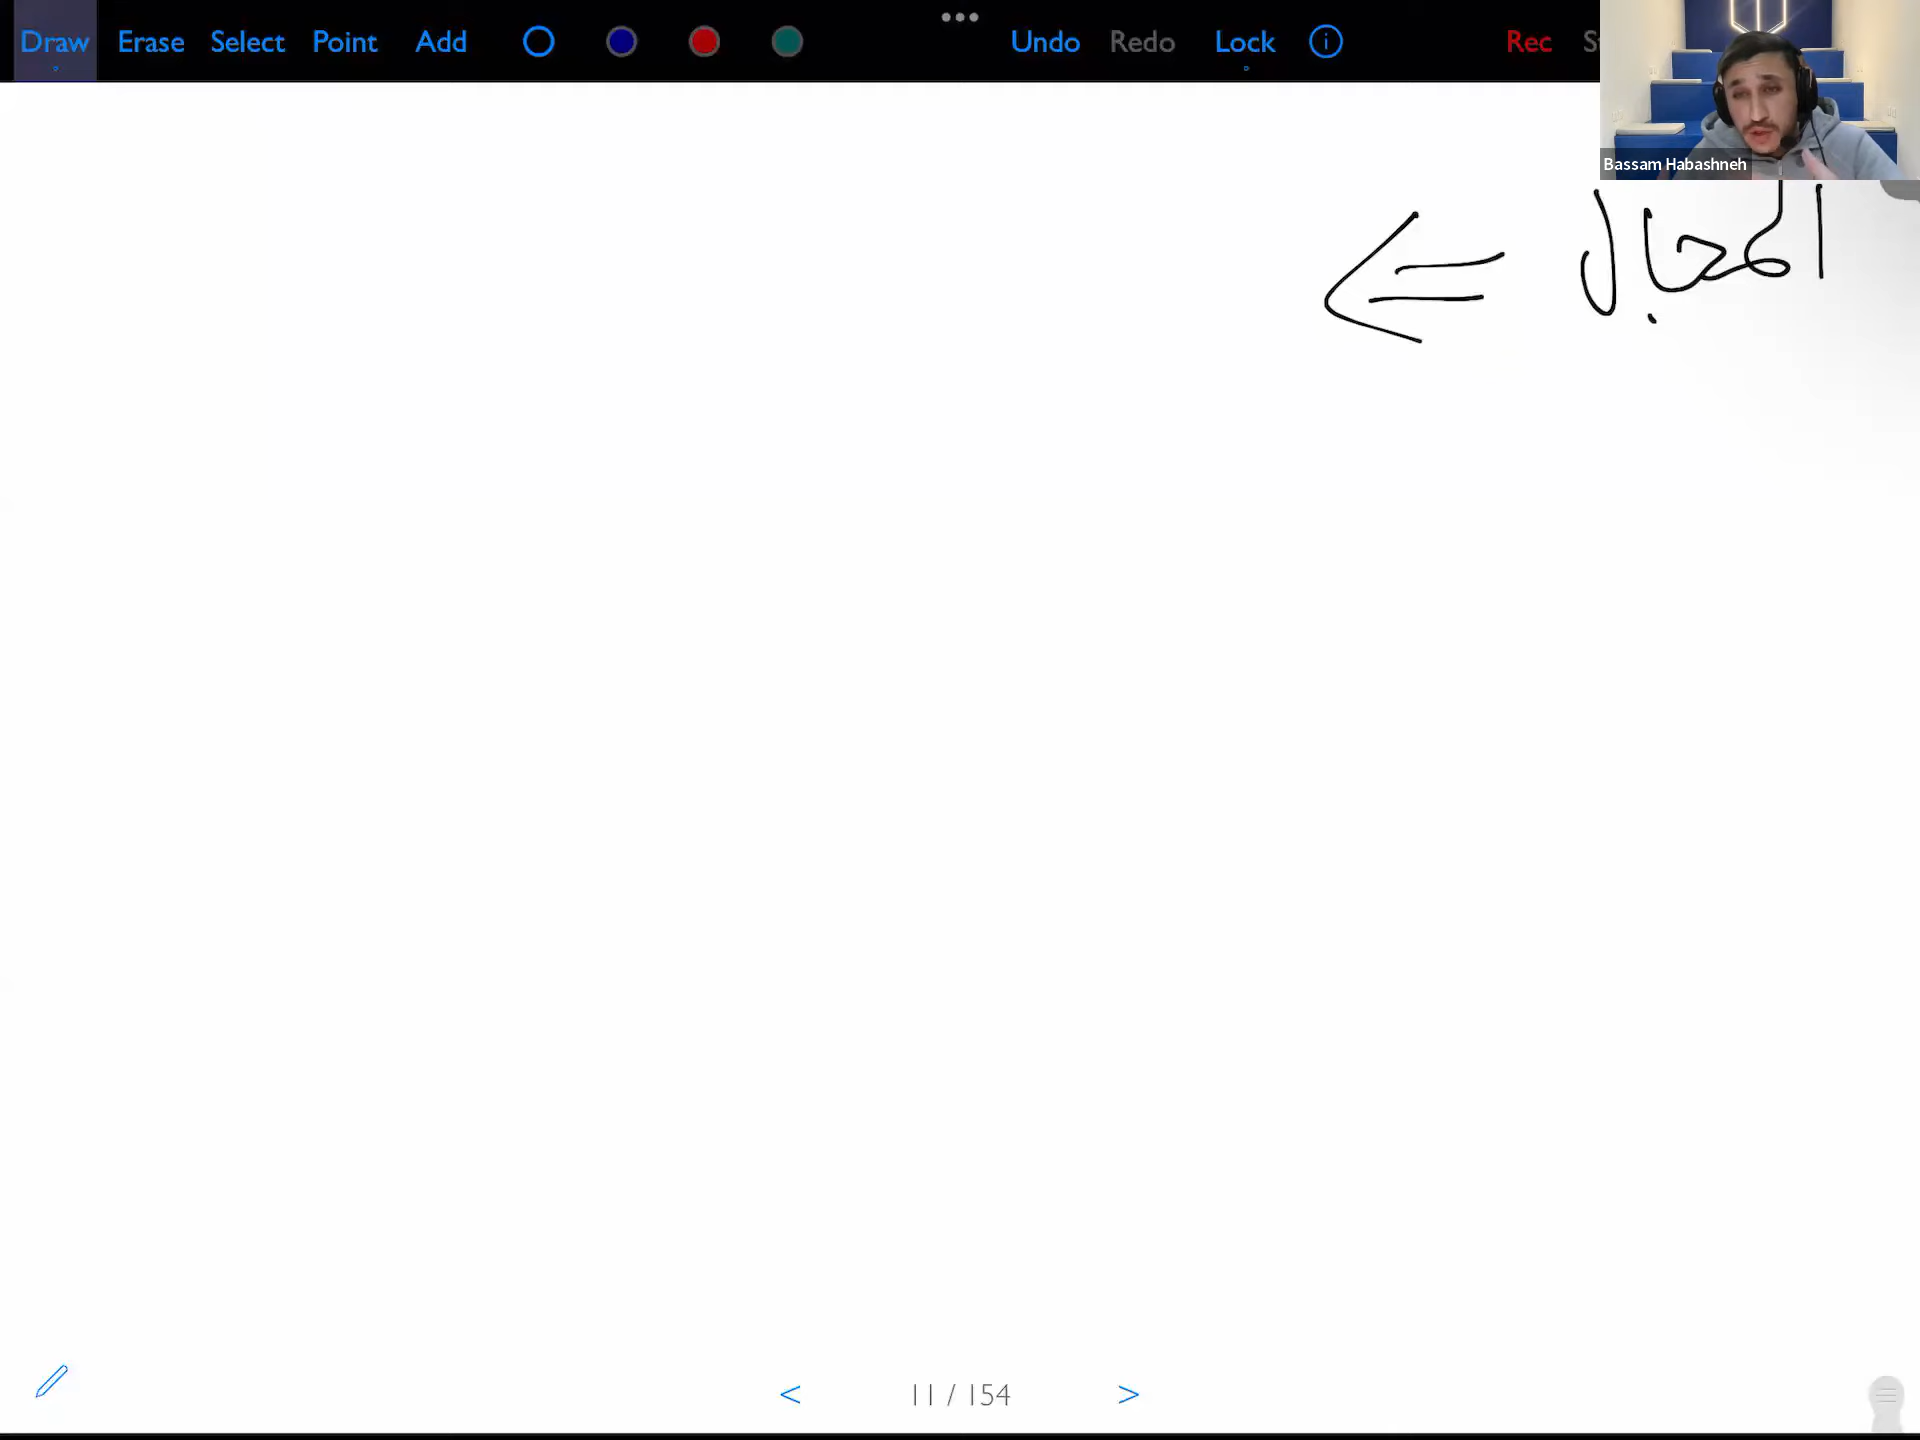 Draw Erase Select Point Add Undo Redo Lock Rec
Bassam Habashneh
المجال ⇐
< 11 / 154 >